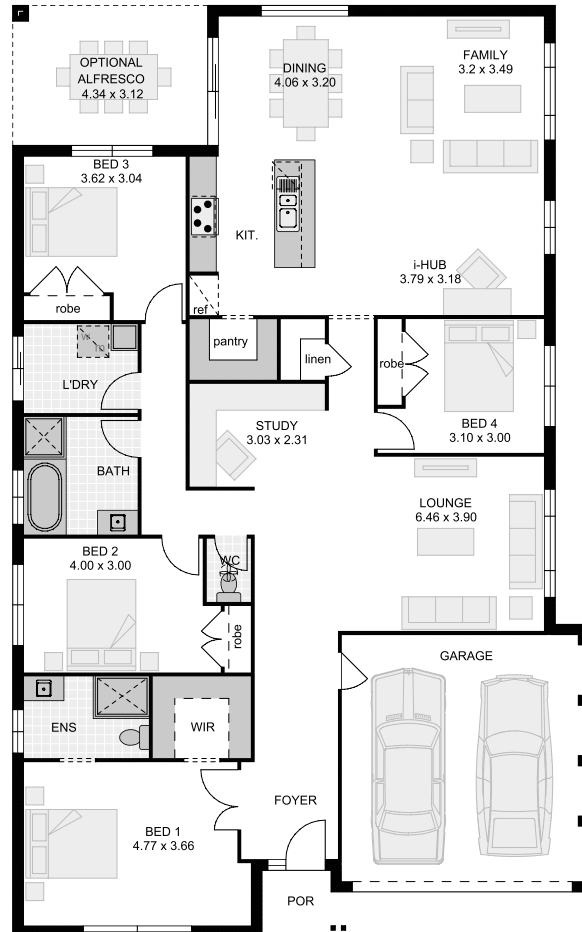 OPTIONAL
ALFRESCO
4.34 x 3.12
DINING
4.06 x 3.20
FAMILY
3.2 x 3.49
BED 3
3.62 x 3.04
KIT.
i-HUB
3.79 x 3.18
robe
ref
pantry
linen
robe
L'DRY
BED 4
3.10 x 3.00
STUDY
3.03 x 2.31
BATH
LOUNGE
6.46 x 3.90
BED 2
4.00 x 3.00
WC
robe
GARAGE
ENS
WIR
FOYER
BED 1
4.77 x 3.66
POR